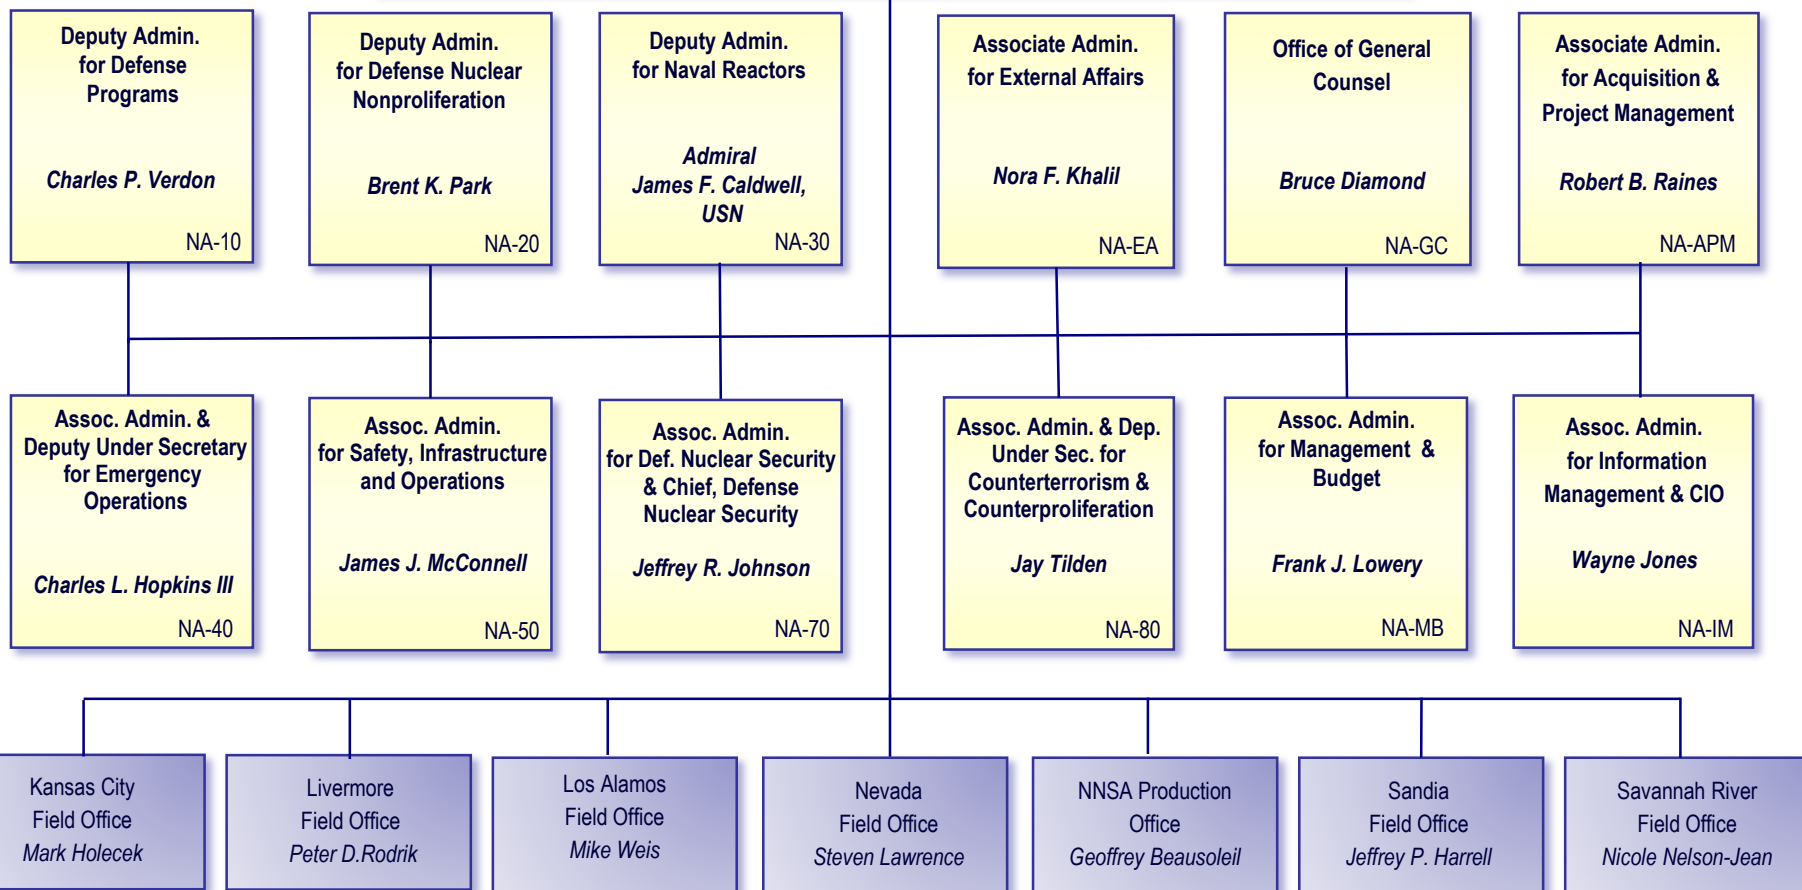 Deputy Admin.
for Defense
Programs
Charles P. Verdon
NA-10
Deputy Admin.
for Defense Nuclear
Nonproliferation
Brent K. Park
NA-20
Deputy Admin.
for Naval Reactors
Admiral
James F. Caldwell,
USN
NA-30
Associate Admin.
for External Affairs
Nora F. Khalil
NA-EA
Office of General
Counsel
Bruce Diamond
NA-GC
Associate Admin.
for Acquisition &
Project Management
Robert B. Raines
NA-APM
Assoc. Admin. &
Deputy Under Secretary
for Emergency
Operations
Charles L. Hopkins III
NA-40
Assoc. Admin.
for Safety, Infrastructure
and Operations
James J. McConnell
NA-50
Assoc. Admin.
for Def. Nuclear Security
& Chief, Defense
Nuclear Security
Jeffrey R. Johnson
NA-70
Assoc. Admin. & Dep.
Under Sec. for
Counterterrorism &
Counterproliferation
Jay Tilden
NA-80
Assoc. Admin.
for Management &
Budget
Frank J. Lowery
NA-MB
Assoc. Admin.
for Information
Management & CIO
Wayne Jones
NA-IM
Kansas City
Field Office
Mark Holecek
Livermore
Field Office
Peter D.Rodrik
Los Alamos
Field Office
Mike Weis
Nevada
Field Office
Steven Lawrence
NNSA Production
Office
Geoffrey Beausoleil
Sandia
Field Office
Jeffrey P. Harrell
Savannah River
Field Office
Nicole Nelson-Jean